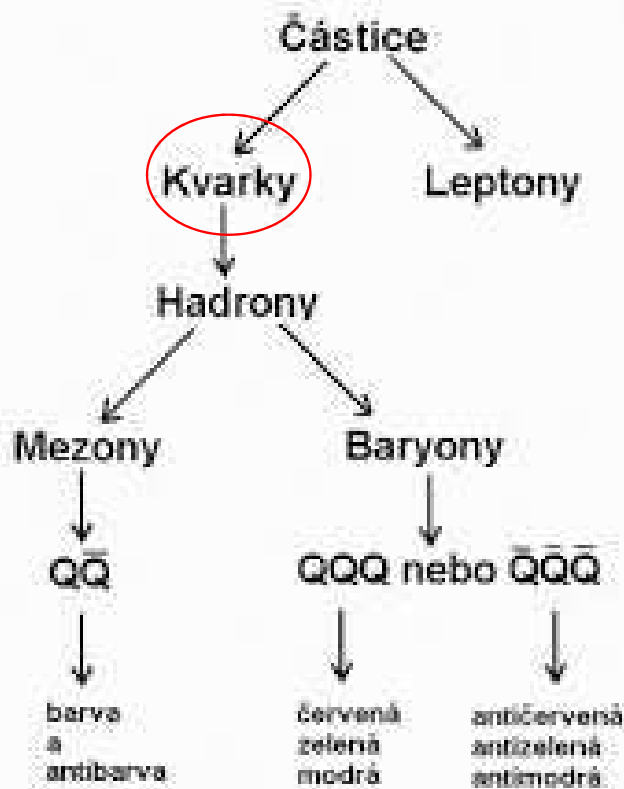 Částice
Kvarky Leptony
Hadrony
Mezony Baryony
QQ̅ QQQ nebo Q̅Q̅Q̅
barva červená antičervená
a zelená antizelená
antibarva modrá antimodrá